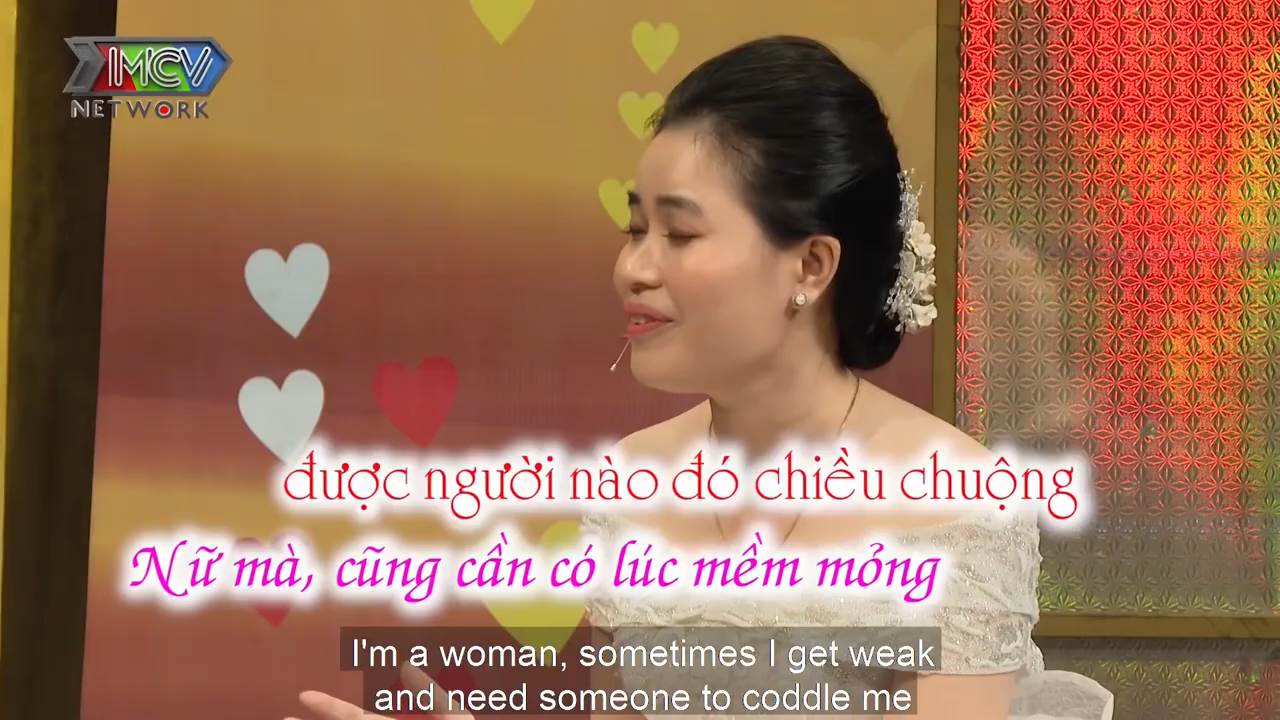 MCV
NETWORK
được người nào đó chiều chuộng
Nữ mà, cũng cần có lúc mềm mỏng
I'm a woman, sometimes I get weak
and need someone to coddle me